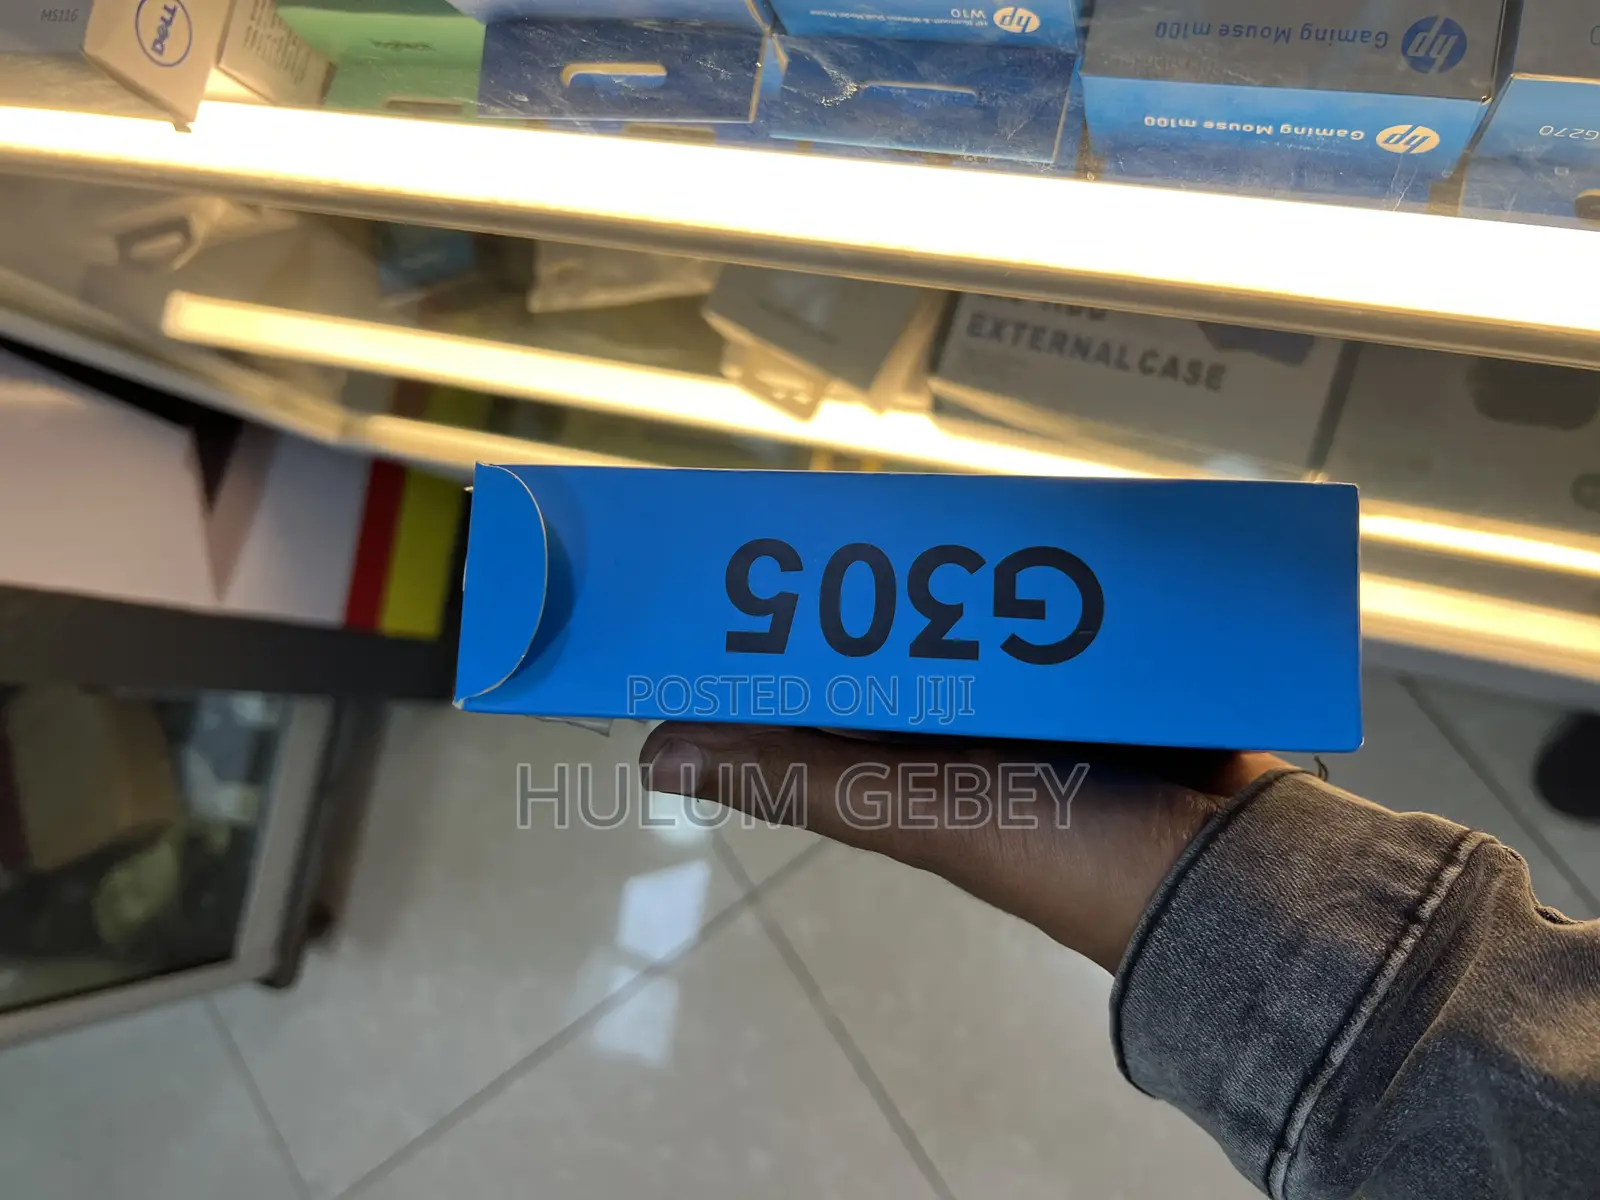 MS116
DELL
W10
hp
Gaming Mouse m100
hp
Gaming Mouse m100
hp
G270
EXTERNAL CASE
G305
POSTED ON JIJI
HULUM GEBEY